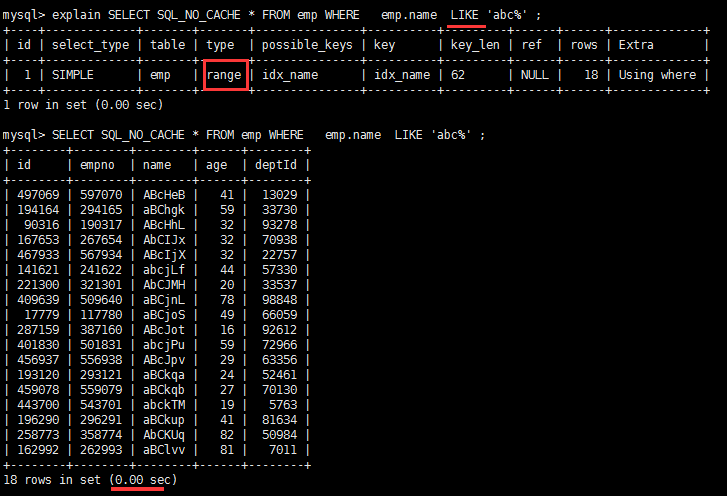 mysql> explain SELECT SQL_NO_CACHE * FROM emp WHERE   emp.name  LIKE 'abc%' ;
+----+-------------+-------+-------+---------------+----------+---------+------+------+-------------+
| id | select_type | table | type  | possible_keys | key      | key_len | ref  | rows | Extra       |
+----+-------------+-------+-------+---------------+----------+---------+------+------+-------------+
|  1 | SIMPLE      | emp   | range | idx_name      | idx_name | 62      | NULL |   18 | Using where |
+----+-------------+-------+-------+---------------+----------+---------+------+------+-------------+
1 row in set (0.00 sec)
mysql> SELECT SQL_NO_CACHE * FROM emp WHERE   emp.name  LIKE 'abc%' ;
+--------+--------+--------+------+--------+
| id     | empno  | name   | age  | deptId |
+--------+--------+--------+------+--------+
| 497069 | 597070 | ABcHeB |   41 |  13029 |
| 194164 | 294165 | aBChgk |   59 |  33730 |
|  90316 | 190317 | ABcHhL |   32 |  93278 |
| 167653 | 267654 | AbCIJx |   32 |  70938 |
| 467933 | 567934 | ABcIjX |   32 |  22757 |
| 141621 | 241622 | abcjLf |   44 |  57330 |
| 221300 | 321301 | AbCJMH |   20 |  33537 |
| 409639 | 509640 | aBCjnL |   78 |  98848 |
|  17779 | 117780 | aBCjoS |   49 |  66059 |
| 287159 | 387160 | ABcJot |   16 |  92612 |
| 401830 | 501831 | abcjPu |   59 |  72966 |
| 456937 | 556938 | ABcJpv |   29 |  63356 |
| 193120 | 293121 | aBCkqa |   24 |  52461 |
| 459078 | 559079 | aBCkqb |   27 |  70130 |
| 443700 | 543701 | abckTM |   19 |   5763 |
| 196290 | 296291 | aBCkup |   41 |  81634 |
| 258773 | 358774 | AbCKUq |   82 |  50984 |
| 162992 | 262993 | aBClvv |   81 |   7011 |
+--------+--------+--------+------+--------+
18 rows in set (0.00 sec)